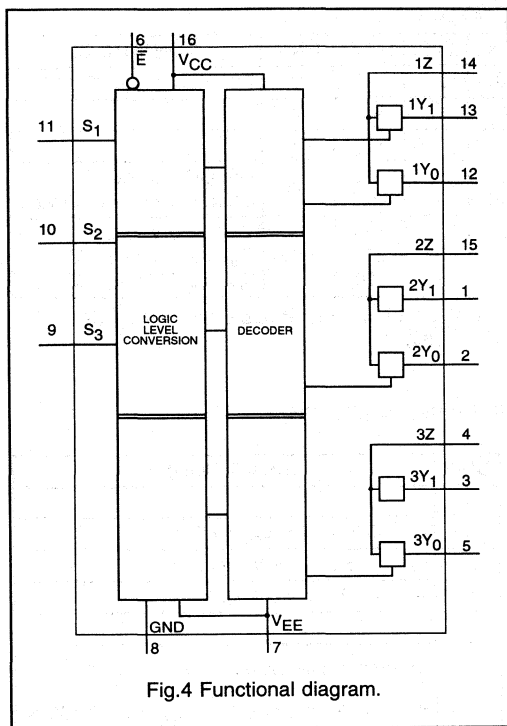 6 16
E̅ VCC
1Z 14
11 S1
1Y1 13
1Y0 12
10 S2
2Z 15
2Y1 1
9 S3
LOGIC
LEVEL
CONVERSION
DECODER
2Y0 2
3Z 4
3Y1 3
3Y0 5
GND VEE
8 7
Fig.4 Functional diagram.